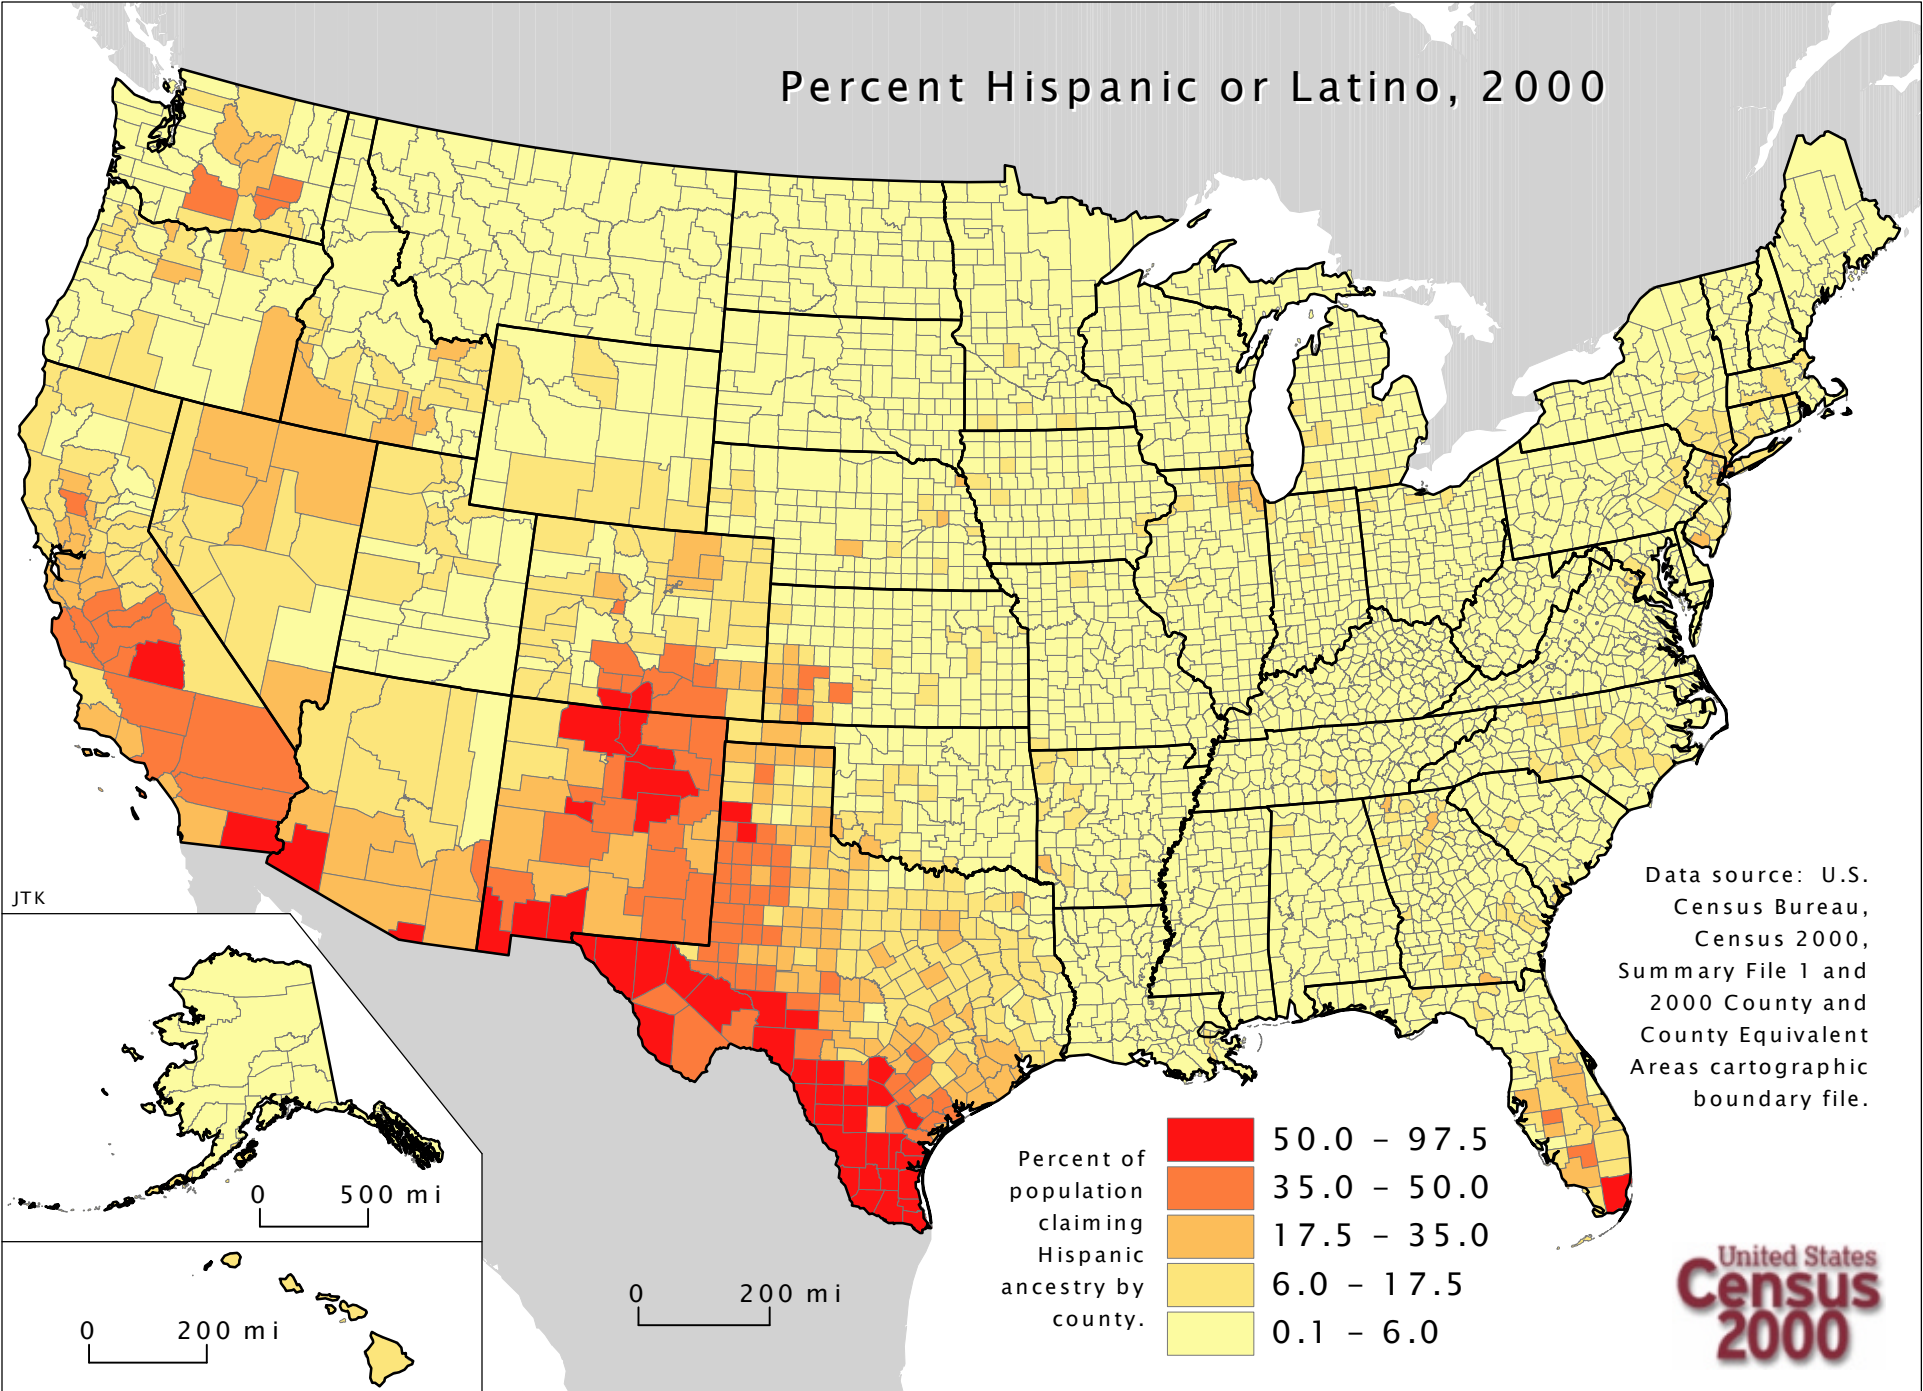 Percent Hispanic or Latino, 2000
Data source: U.S.
Census Bureau,
Census 2000,
Summary File 1 and
2000 County and
County Equivalent
Areas cartographic
boundary file.
JTK
0 500 mi
0 200 mi
0 200 mi
Percent of
population
claiming
Hispanic
ancestry by
county.
50.0 – 97.5
35.0 – 50.0
17.5 – 35.0
6.0 – 17.5
0.1 – 6.0
United States
Census
2000